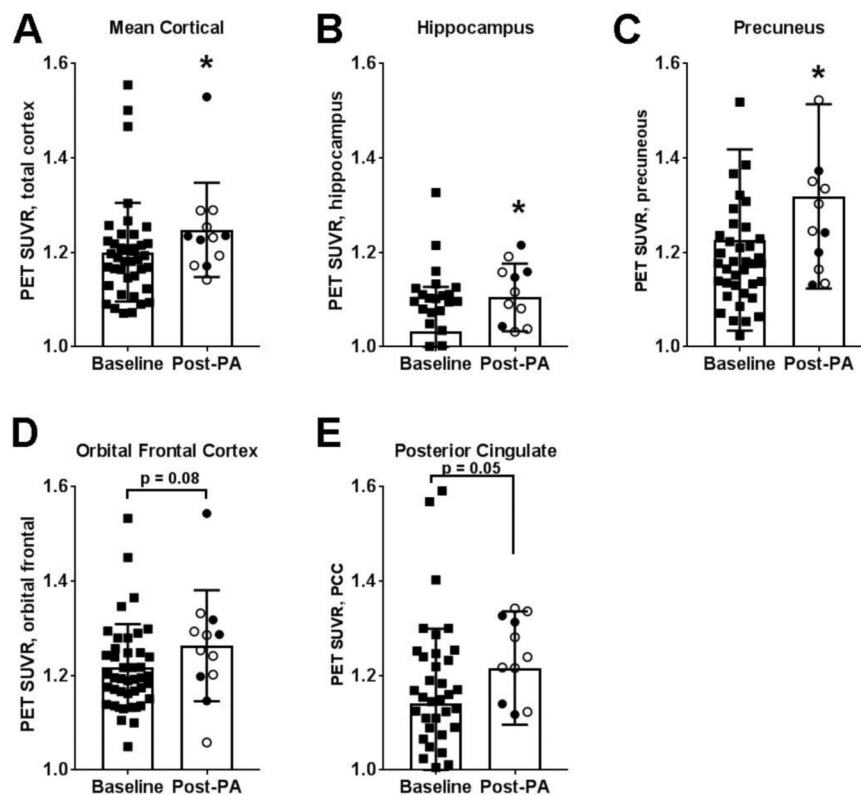 A
Mean Cortical
*
PET SUVR, total cortex
1.6
1.4
1.2
1.0
Baseline Post-PA
B
Hippocampus
*
PET SUVR, hippocampus
1.6
1.4
1.2
1.0
Baseline Post-PA
C
Precuneus
*
PET SUVR, precuneous
1.6
1.4
1.2
1.0
Baseline Post-PA
D
Orbital Frontal Cortex
p = 0.08
PET SUVR, orbital frontal
1.6
1.4
1.2
1.0
Baseline Post-PA
E
Posterior Cingulate
p = 0.05
PET SUVR, PCC
1.6
1.4
1.2
1.0
Baseline Post-PA